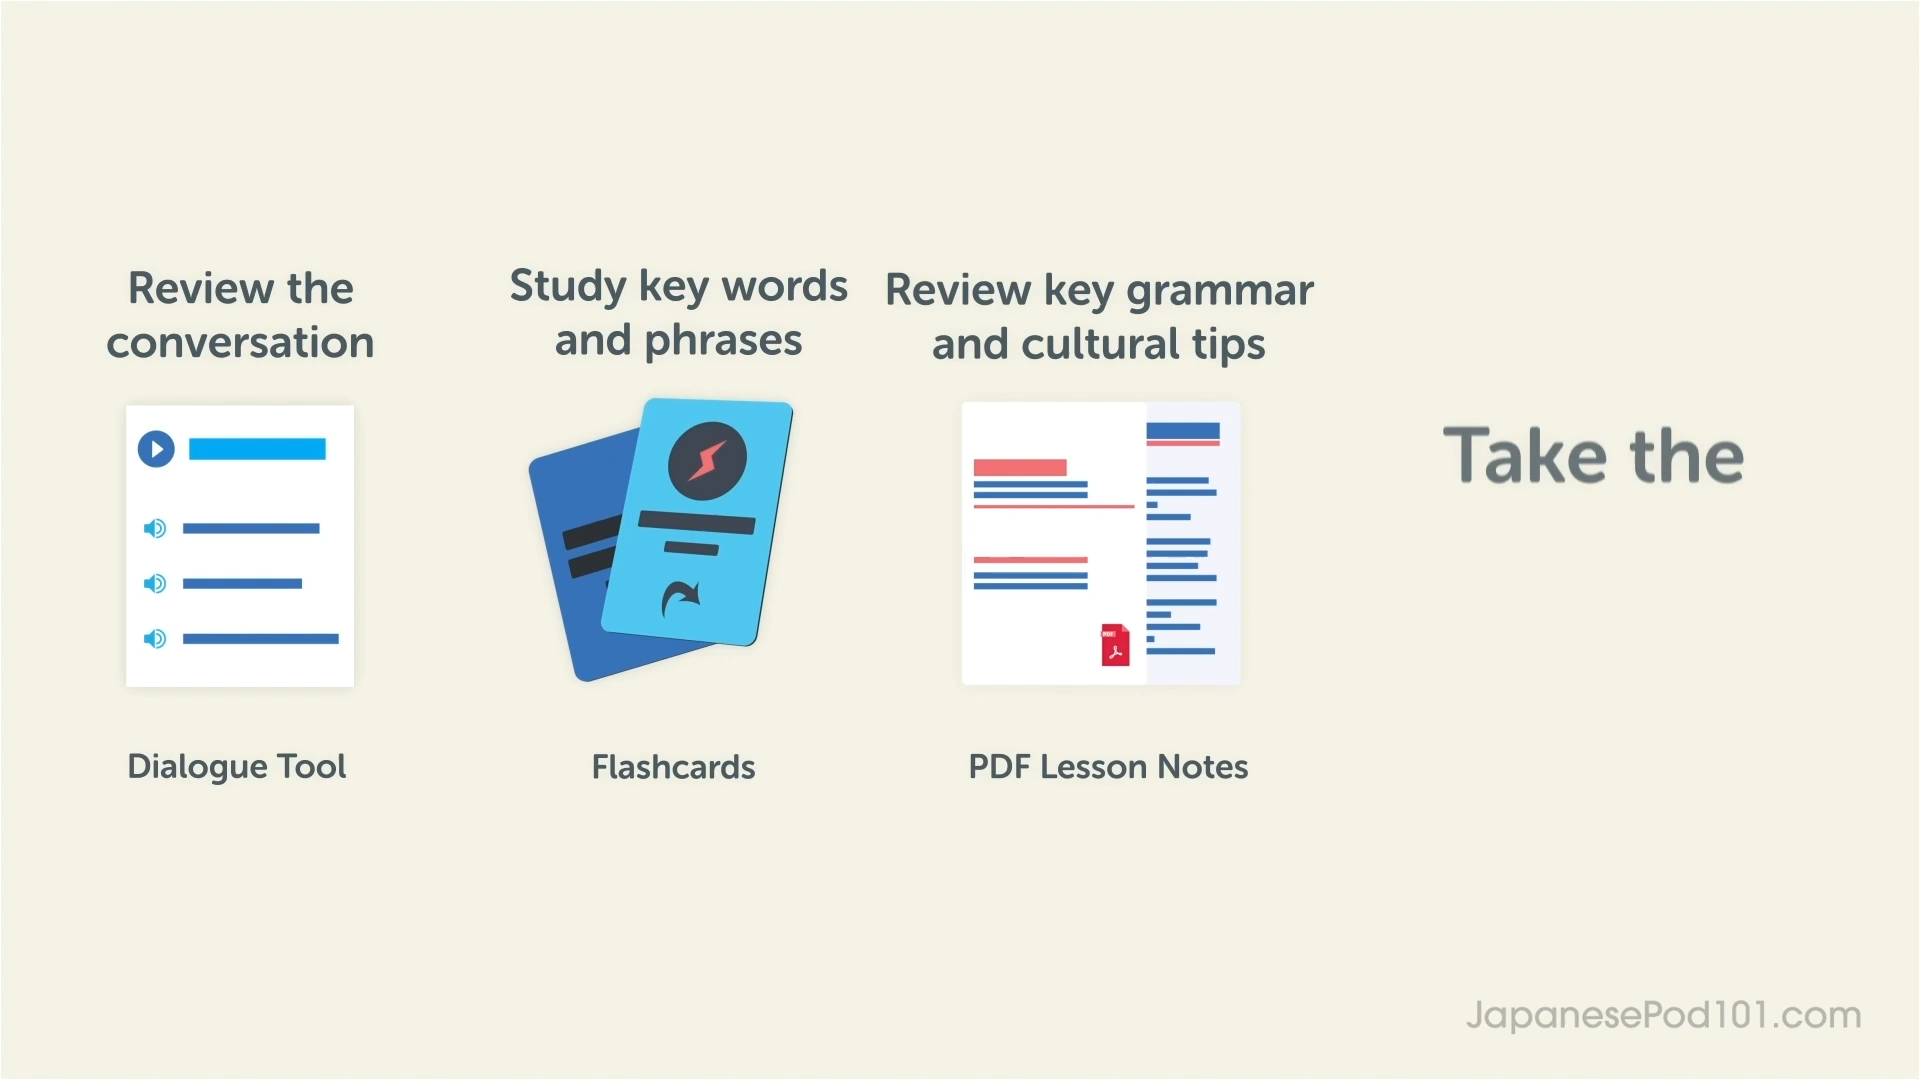 Review the
conversation
Study key words
and phrases
Review key grammar
and cultural tips
Take the
PDF
Dialogue Tool
Flashcards
PDF Lesson Notes
JapanesePod101.com